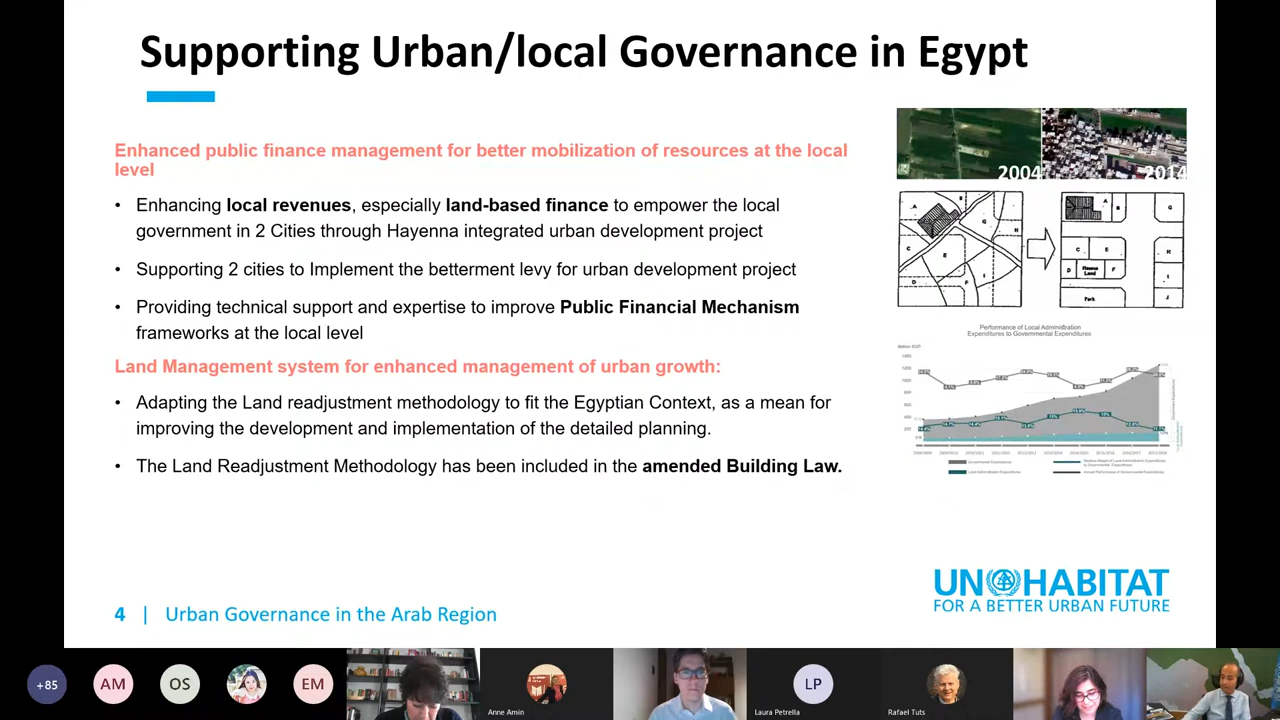 Supporting Urban/local Governance in Egypt
Enhanced public finance management for better mobilization of resources at the local
level
• Enhancing local revenues, especially land-based finance to empower the local
government in 2 Cities through Hayenna integrated urban development project
• Supporting 2 cities to Implement the betterment levy for urban development project
• Providing technical support and expertise to improve Public Financial Mechanism
frameworks at the local level
Land Management system for enhanced management of urban growth:
• Adapting the Land readjustment methodology to fit the Egyptian Context, as a mean for
improving the development and implementation of the detailed planning.
• The Land Readjustment Methodology has been included in the amended Building Law.
2004
2014
Park
Performance of Local Administration
Expenditures to Governmental Expenditures
UN HABITAT
FOR A BETTER URBAN FUTURE
4 | Urban Governance in the Arab Region
+85
AM
OS
EM
Anne Amin
LP
Laura Petrella
Rafael Tuts